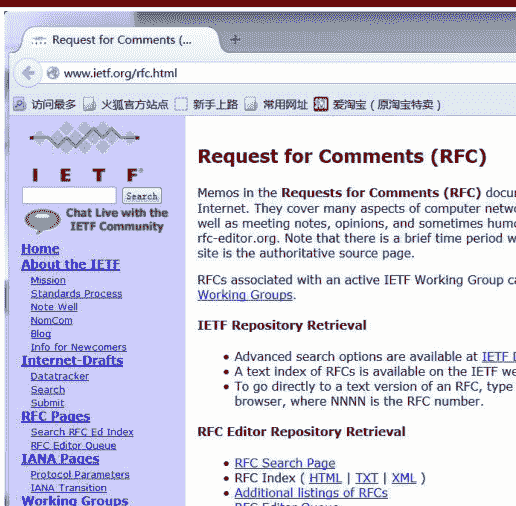 Request for Comments (...
www.ietf.org/rfc.html
访问最多 火狐官方站点 新手上路 常用网址 爱淘宝（原淘宝特卖）
I E T F
Search
Chat Live with the
IETF Community
Home
About the IETF
Mission
Standards Process
Note Well
NomCom
Blog
Info for Newcomers
Internet-Drafts
Datatracker
Search
Submit
RFC Pages
Search RFC Ed Index
RFC Editor Queue
IANA Pages
Protocol Parameters
IANA Transition
Working Groups
Request for Comments (RFC)
Memos in the Requests for Comments (RFC) docu
Internet. They cover many aspects of computer netw
well as meeting notes, opinions, and sometimes humo
rfc-editor.org. Note that there is a brief time period w
site is the authoritative source page.
RFCs associated with an active IETF Working Group ca
Working Groups.
IETF Repository Retrieval
• Advanced search options are available at IETF D
• A text index of RFCs is available on the IETF we
• To go directly to a text version of an RFC, type
browser, where NNNN is the RFC number.
RFC Editor Repository Retrieval
• RFC Search Page
• RFC Index ( HTML | TXT | XML )
• Additional listings of RFCs
RFC Editor Queue